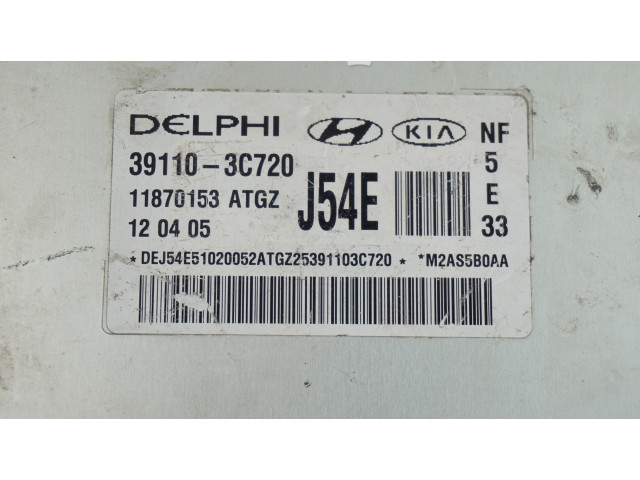 DELPHI H KIA NF
39110-3C720 5
11870153 ATGZ J54E E
12 04 05 33
*DEJ54E51020052ATGZ25391103C720* *M2AS5B0AA